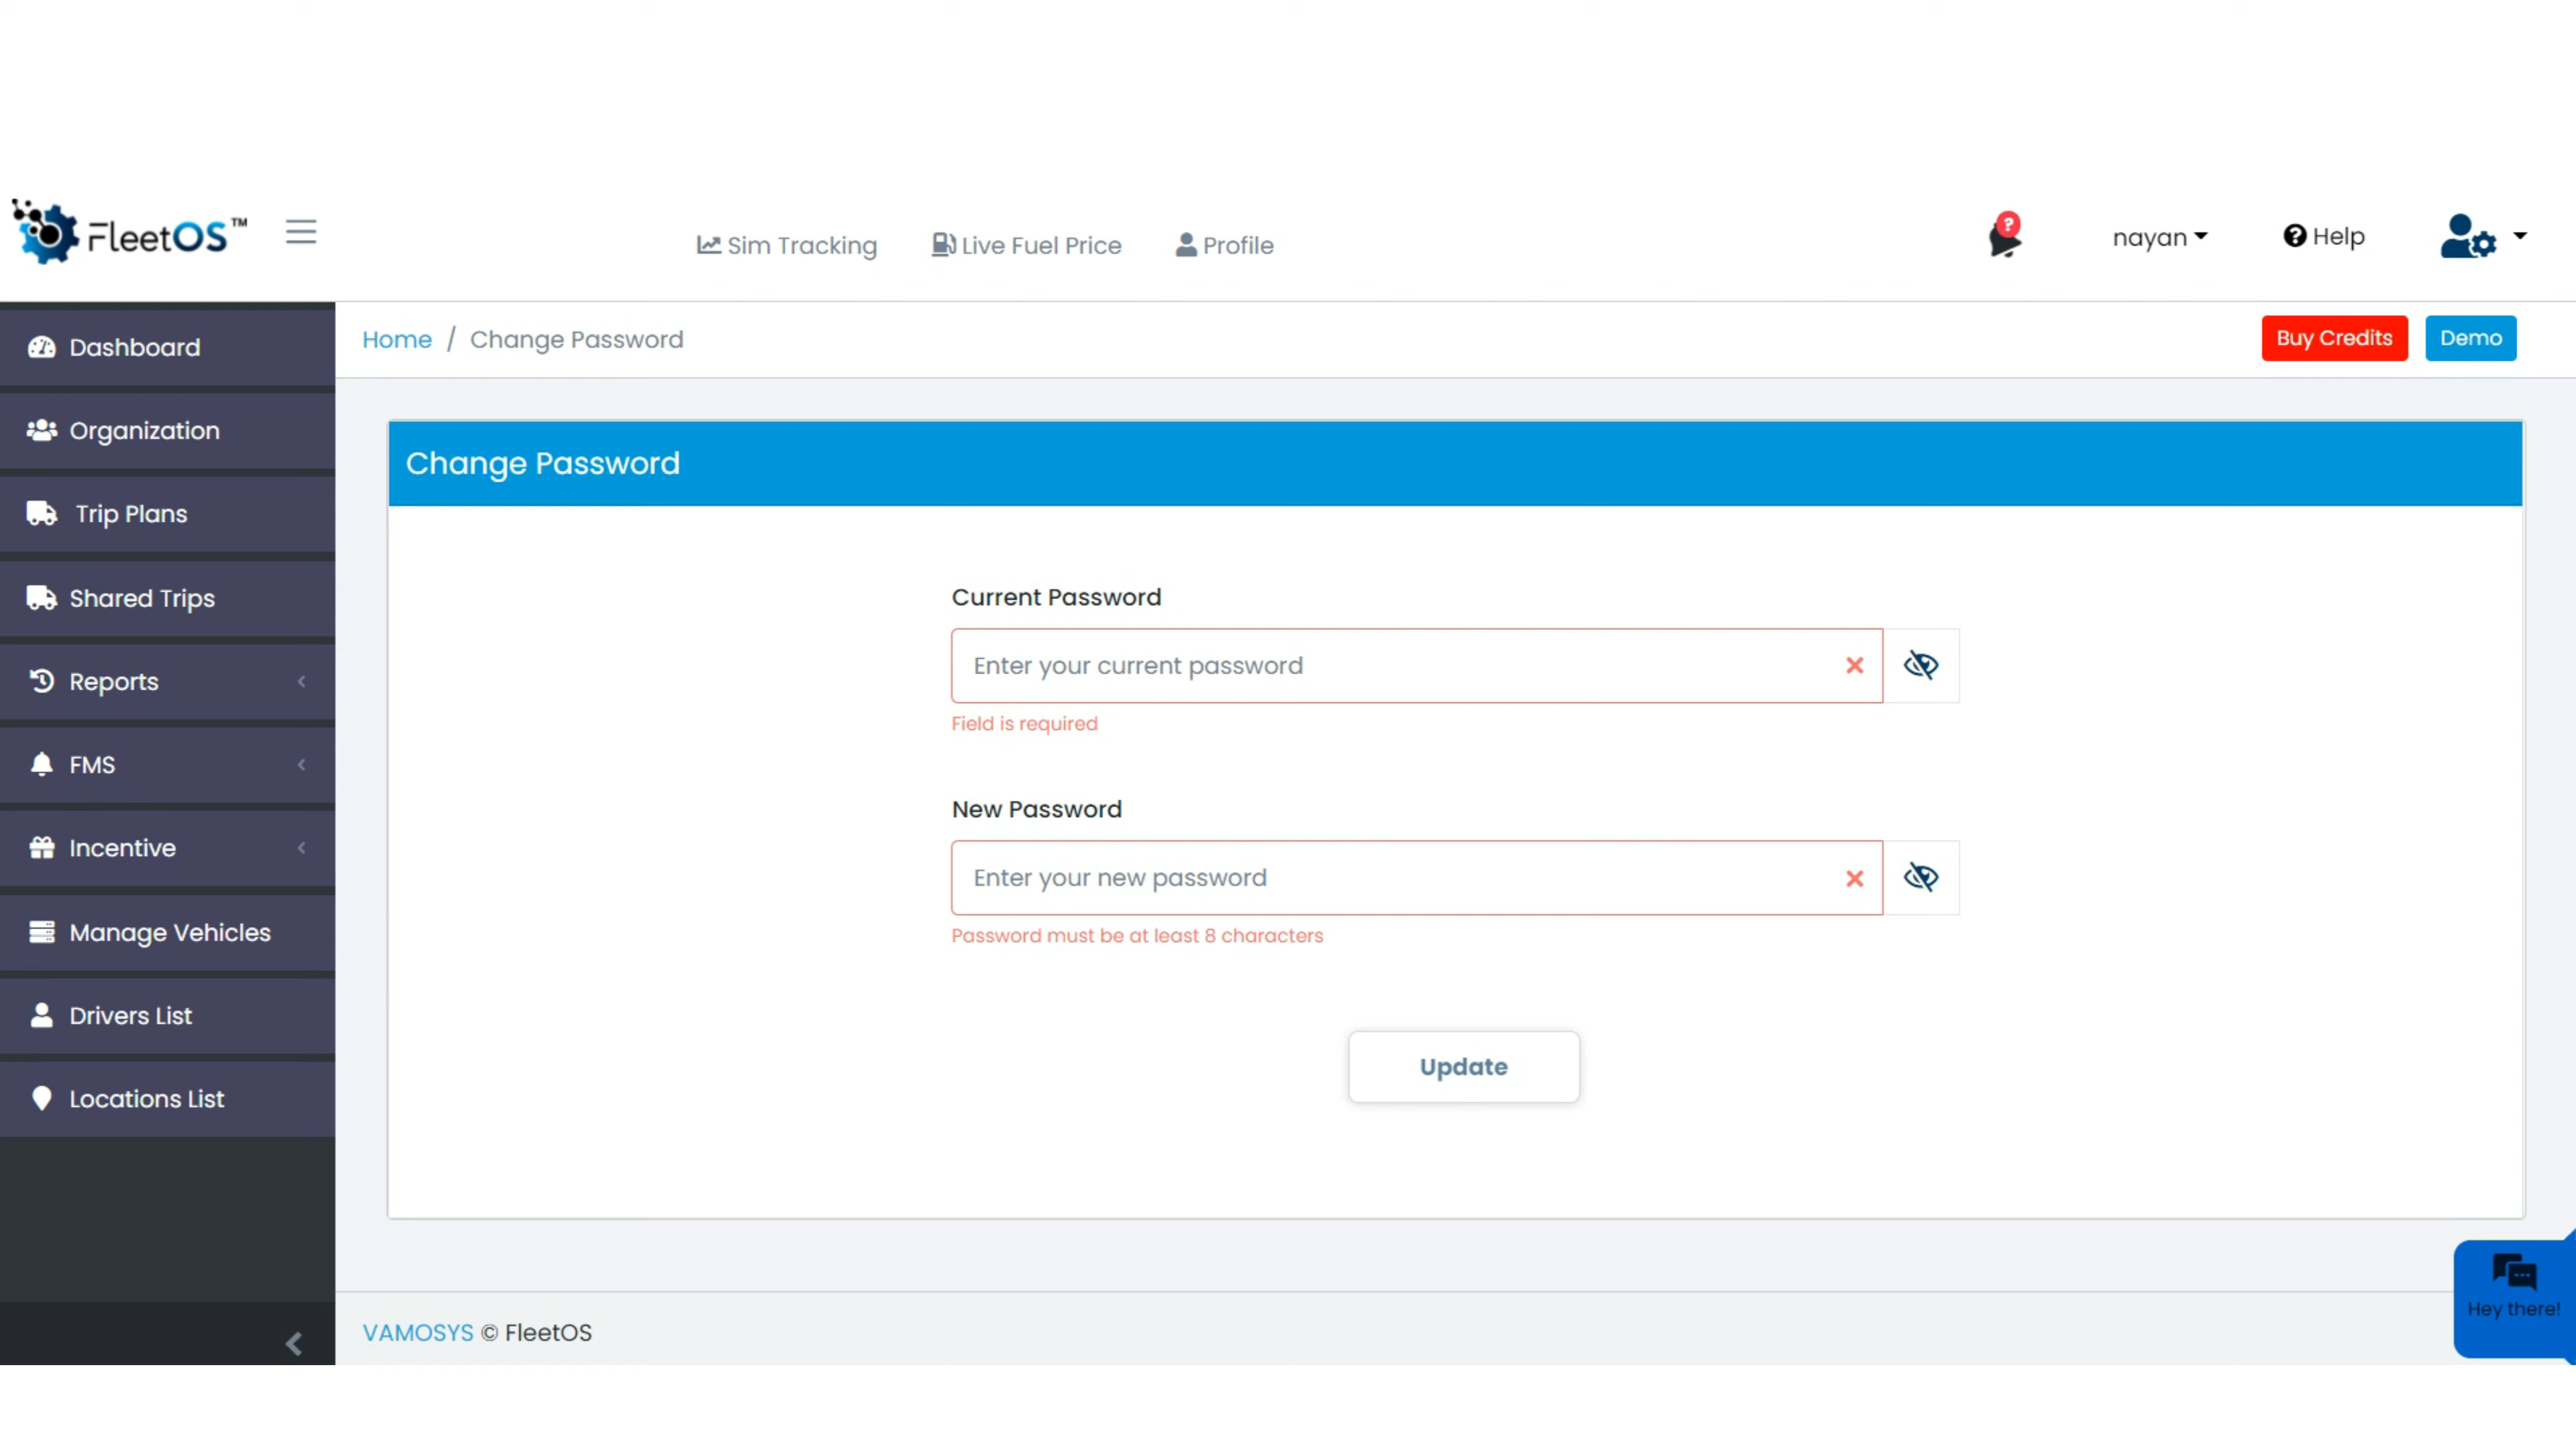 FleetOS™
Sim Tracking
Live Fuel Price
Profile
?
nayan
Help
Dashboard
Organization
Trip Plans
Shared Trips
Reports
FMS
Incentive
Manage Vehicles
Drivers List
Locations List
Home / Change Password
Buy Credits
Demo
Change Password
Current Password
Enter your current password
Field is required
New Password
Enter your new password
Password must be at least 8 characters
Update
Hey there!
VAMOSYS © FleetOS